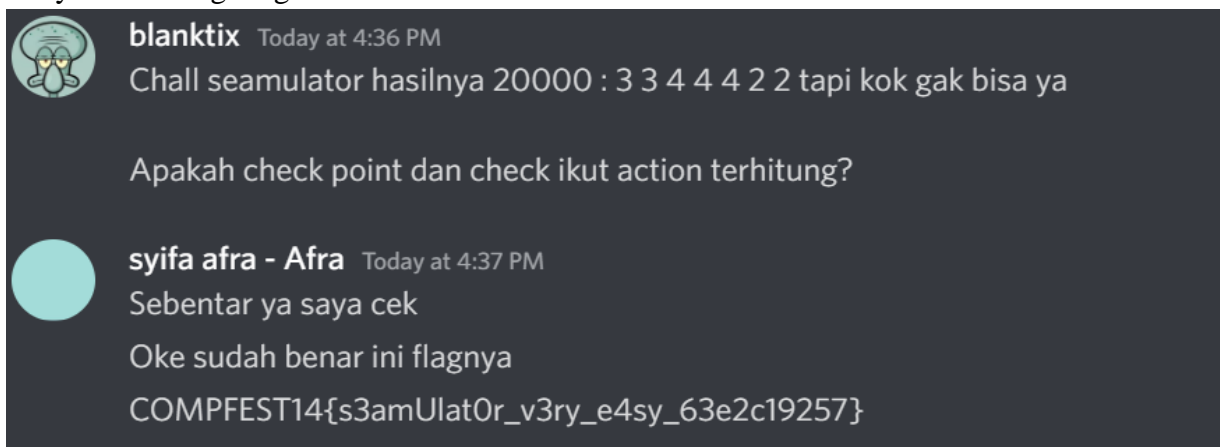 blanktix Today at 4:36 PM
Chall seamulator hasilnya 20000 : 3 3 4 4 4 2 2 tapi kok gak bisa ya
Apakah check point dan check ikut action terhitung?
syifa afra - Afra Today at 4:37 PM
Sebentar ya saya cek
Oke sudah benar ini flagnya
COMPFEST14{s3amUlat0r_v3ry_e4sy_63e2c19257}